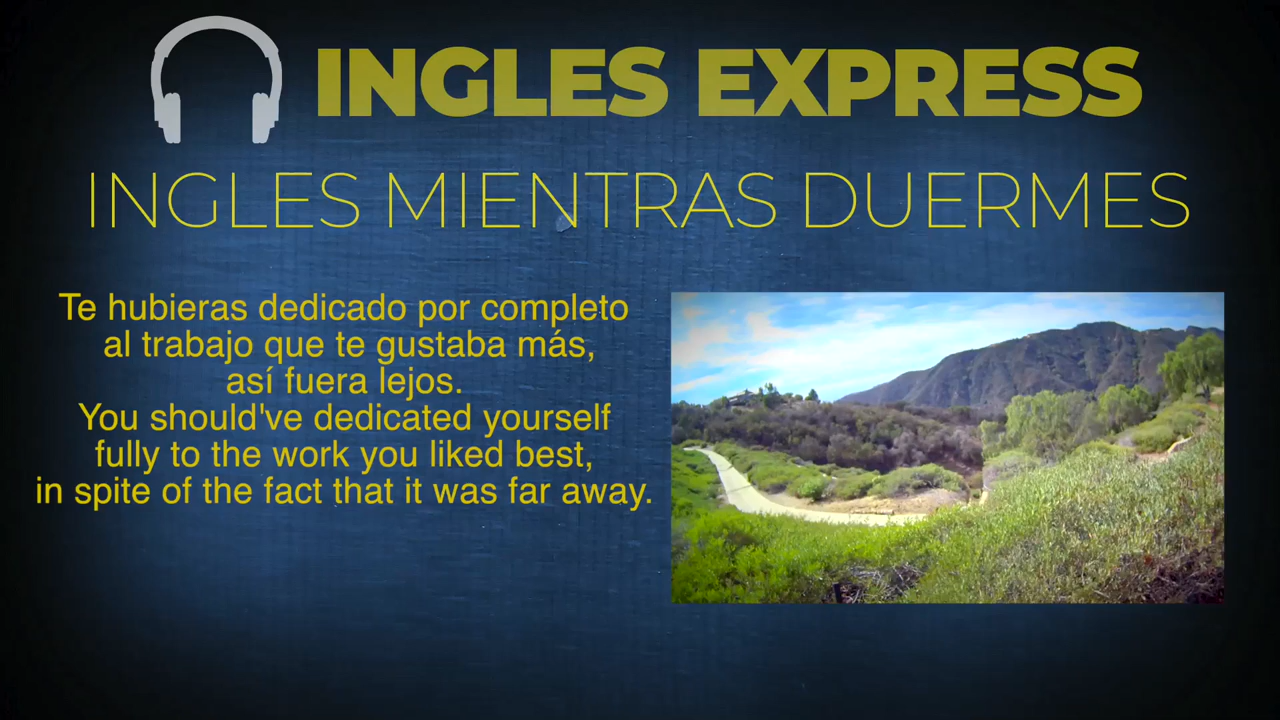 INGLES EXPRESS
INGLES MIENTRAS DUERMES
Te hubieras dedicado por completo
al trabajo que te gustaba más,
así fuera lejos.
You should've dedicated yourself
fully to the work you liked best,
in spite of the fact that it was far away.